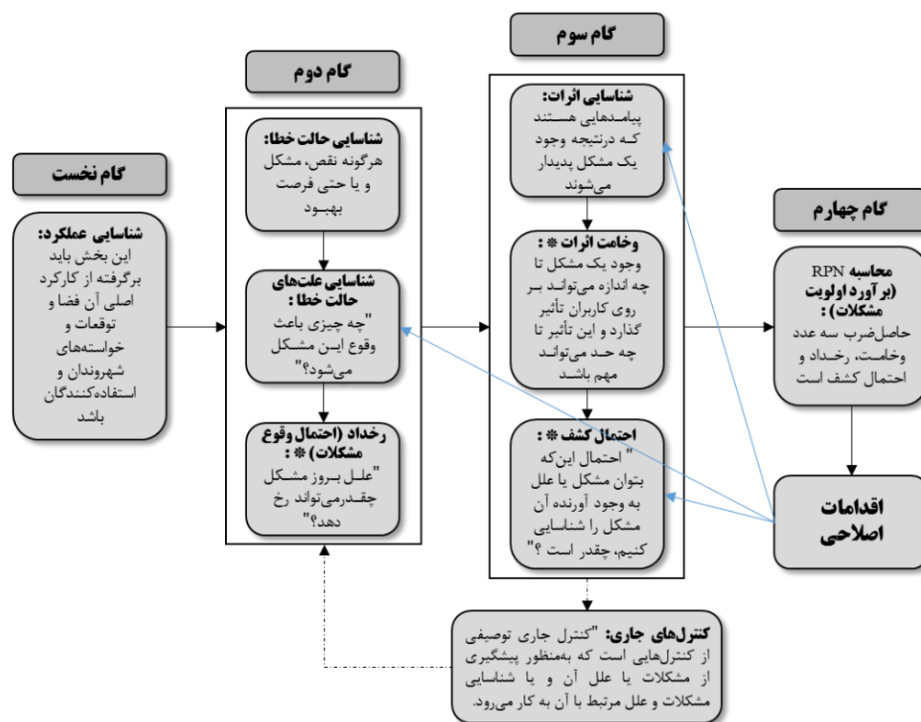 گام نخست
شناسایی عملکرد:
این بخش باید
برگرفته از کارکرد
اصلی آن فضا و
توقعات و
خواسته‌های
شهروندان و
استفاده‌کنندگان
باشد
گام دوم
شناسایی حالت خطا:
هرگونه نقص، مشکل
و یا حتی فرصت
بهبود
شناسایی علت‌های
حالت خطا :
"چه چیزی باعث
وقوع این مشکل
می‌شود؟"
رخداد (احتمال وقوع
مشکلات) * :
"علل بروز مشکل
چقدرمی‌تواند رخ
دهد؟"
گام سوم
شناسایی اثرات:
پیامدهایی هستند
که درنتیجه وجود
یک مشکل پدیدار
می‌شوند
وخامت اثرات * :
وجود یک مشکل تا
چه اندازه می‌تواند بر
روی کاربران تأثیر
گذارد و این تأثیر تا
چه حد می‌تواند
مهم باشد
احتمال کشف * :
" احتمال این‌که
بتوان مشکل یا علل
به وجود آورنده آن
مشکل را شناسایی
کنیم، چقدر است ؟"
گام چهارم
محاسبه RPN
(برآورد اولویت
مشکلات) :
حاصل‌ضرب سه عدد
وخامت، رخداد و
احتمال کشف است
اقدامات
اصلاحی
کنترل‌های جاری: "کنترل جاری توصیفی
از کنترل‌هایی است که به‌منظور پیشگیری
از مشکلات یا علل آن و یا شناسایی
مشکلات و علل مرتبط با آن به کار می‌رود.